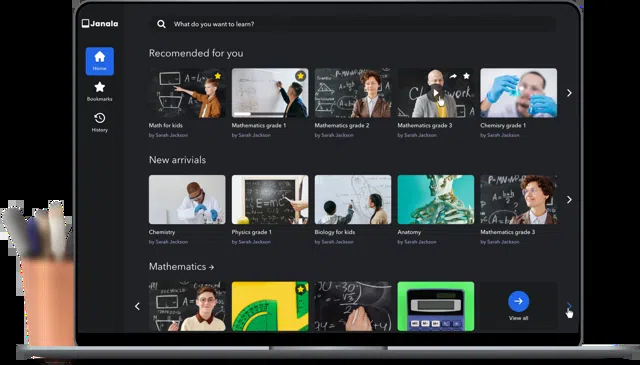 Janala
What do you want to learn?
Home
Bookmarks
History
Recomended for you
Math for kids
by Sarah Jackson
Mathematics grade 1
by Sarah Jackson
Mathematics grade 2
by Sarah Jackson
Mathematics grade 3
by Sarah Jackson
Chemisry grade 1
by Sarah Jackson
New arrivals
Chemistry
by Sarah Jackson
Physics grade 1
by Sarah Jackson
Biology for kids
by Sarah Jackson
Anatomy
by Sarah Jackson
Mathematics grade 3
by Sarah Jackson
Mathematics →
View all